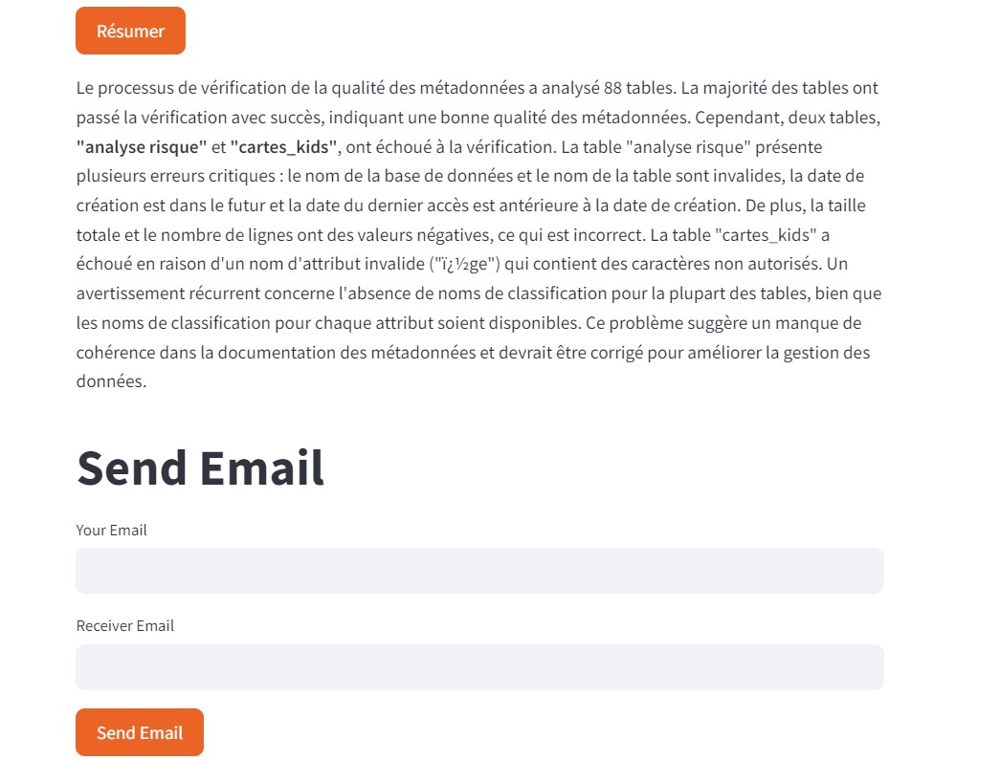 Résumer
Le processus de vérification de la qualité des métadonnées a analysé 88 tables. La majorité des tables ont
passé la vérification avec succès, indiquant une bonne qualité des métadonnées. Cependant, deux tables,
"analyse risque" et "cartes_kids", ont échoué à la vérification. La table "analyse risque" présente
plusieurs erreurs critiques : le nom de la base de données et le nom de la table sont invalides, la date de
création est dans le futur et la date du dernier accès est antérieure à la date de création. De plus, la taille
totale et le nombre de lignes ont des valeurs négatives, ce qui est incorrect. La table "cartes_kids" a
échoué en raison d'un nom d'attribut invalide ("ï¿½ge") qui contient des caractères non autorisés. Un
avertissement récurrent concerne l'absence de noms de classification pour la plupart des tables, bien que
les noms de classification pour chaque attribut soient disponibles. Ce problème suggère un manque de
cohérence dans la documentation des métadonnées et devrait être corrigé pour améliorer la gestion des
données.
Send Email
Your Email
Receiver Email
Send Email